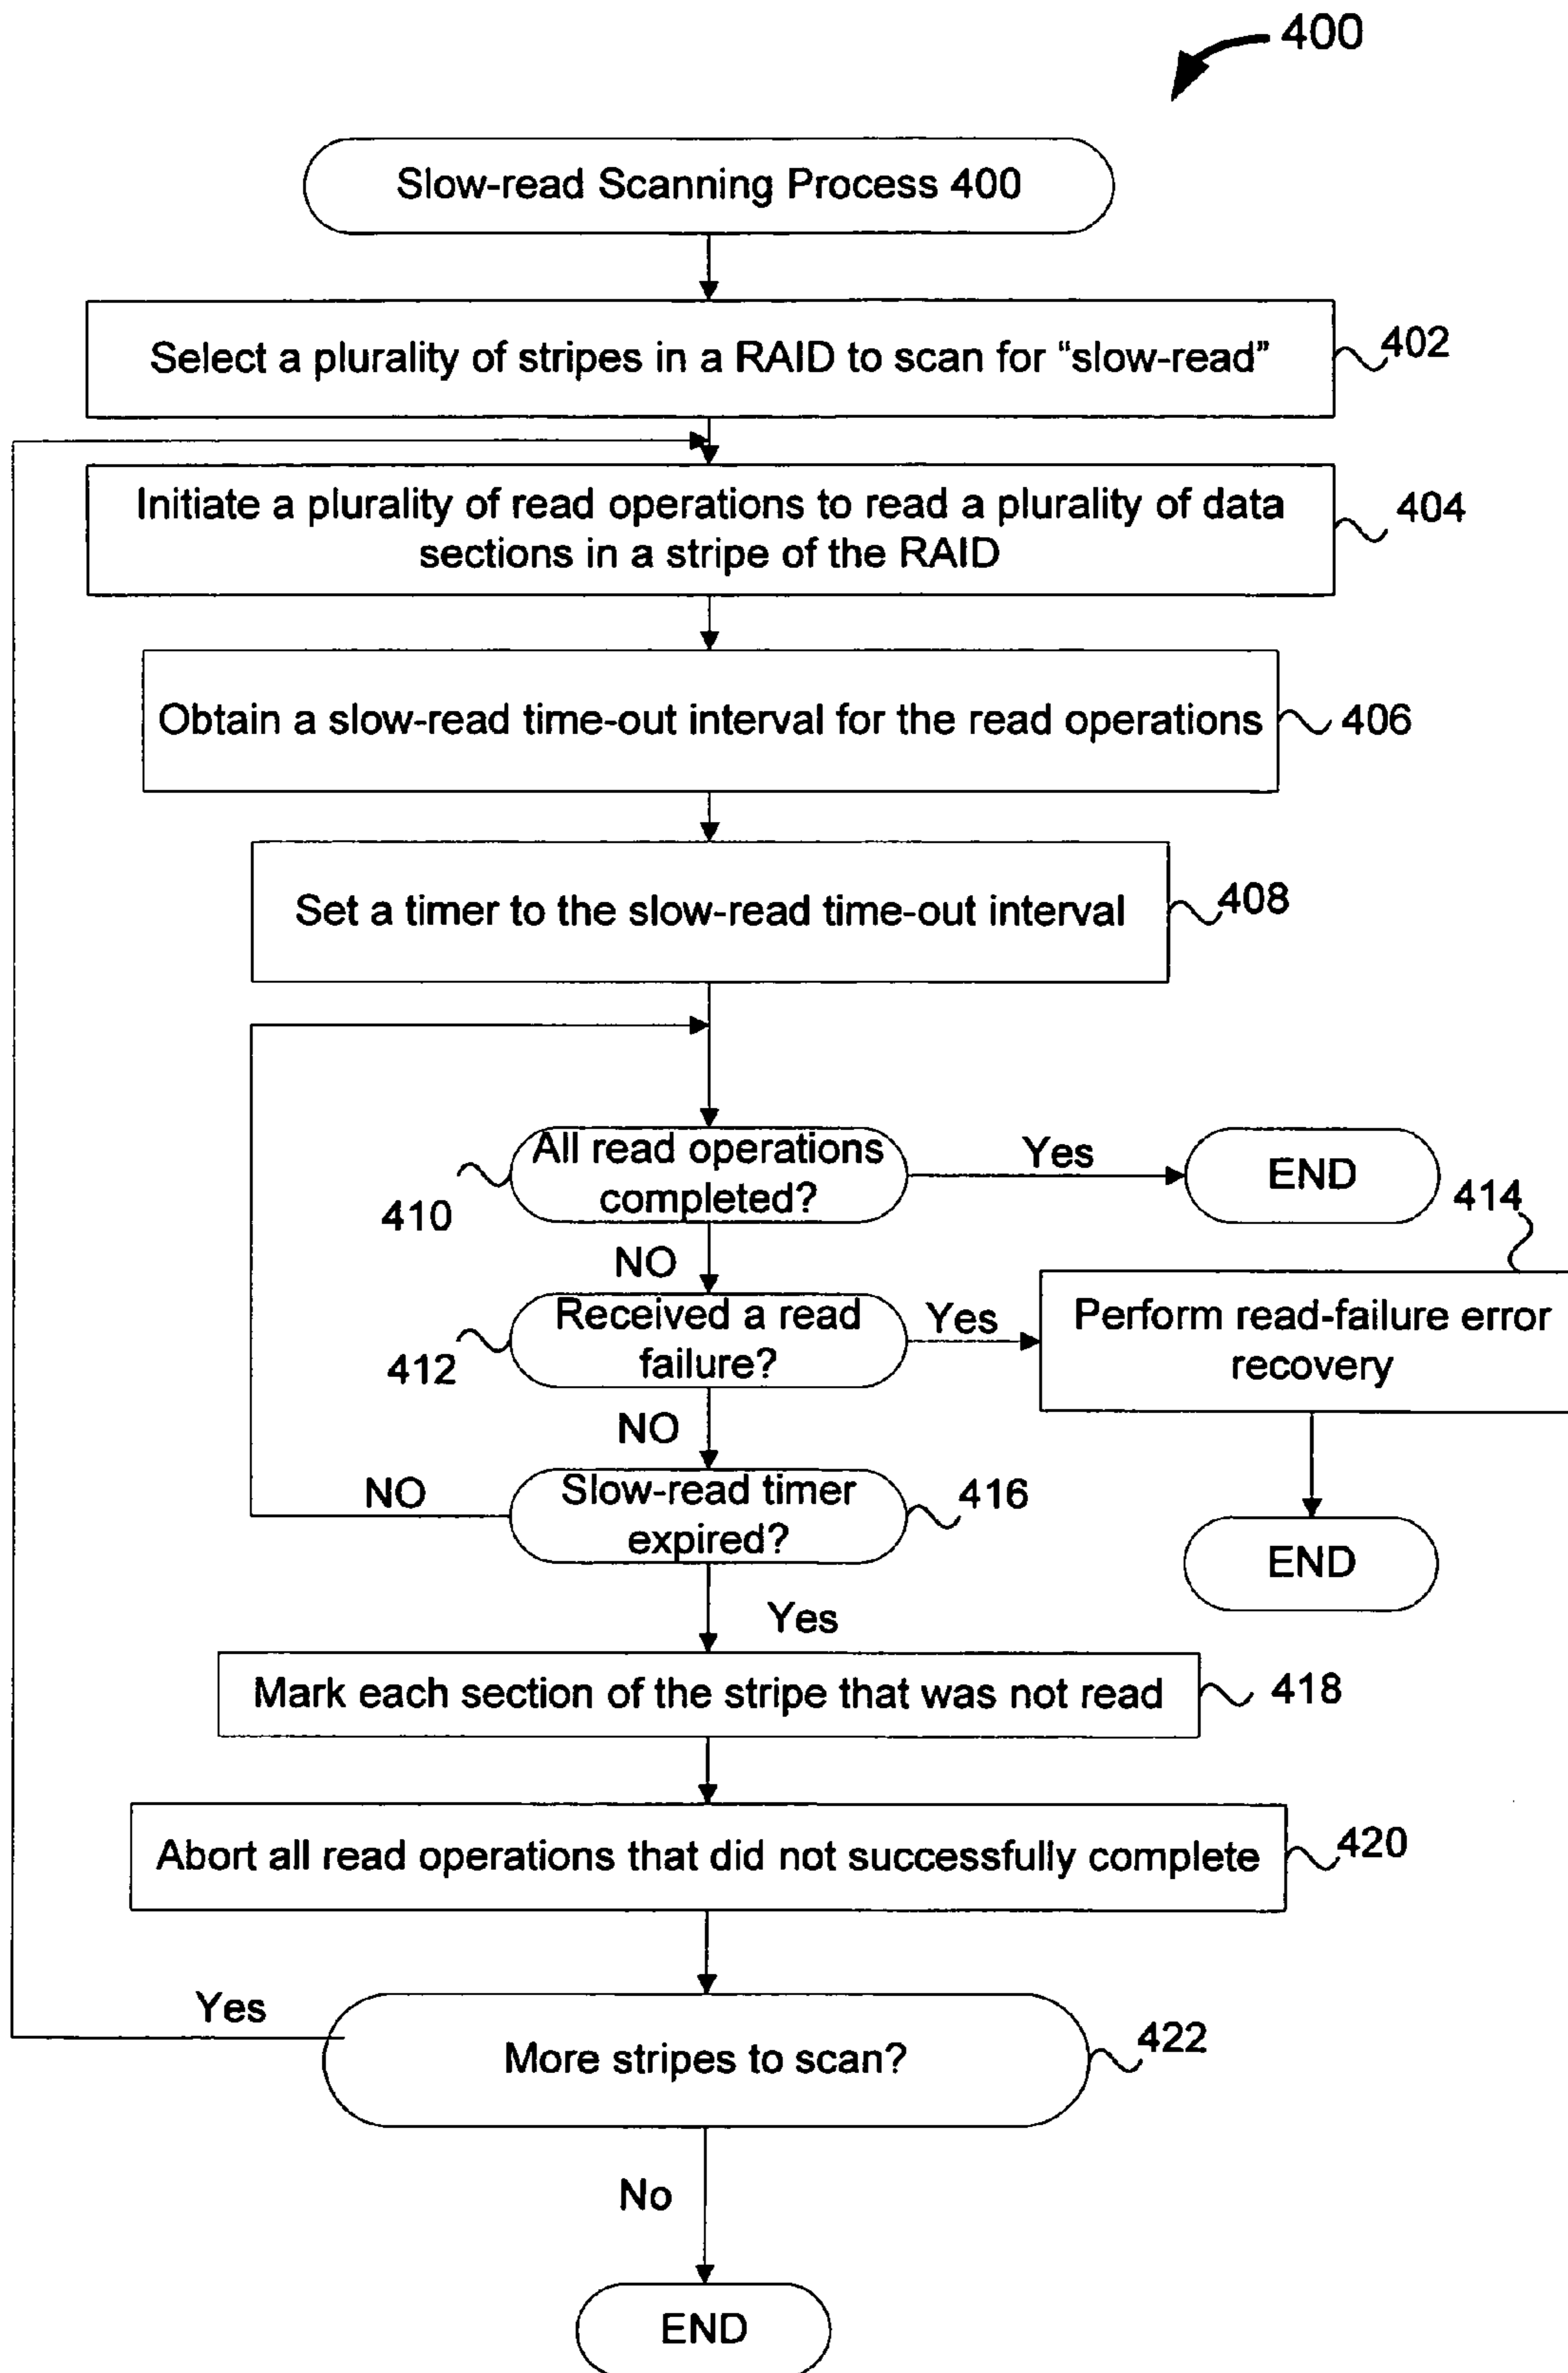 400
Slow-read Scanning Process 400
Select a plurality of stripes in a RAID to scan for “slow-read”
402
Initiate a plurality of read operations to read a plurality of data
sections in a stripe of the RAID
404
Obtain a slow-read time-out interval for the read operations
406
Set a timer to the slow-read time-out interval
408
All read operations
completed?
410
Yes
END
NO
414
Received a read
failure?
412
Yes
Perform read-failure error
recovery
NO
END
Slow-read timer
expired?
416
NO
Yes
Mark each section of the stripe that was not read
418
Abort all read operations that did not successfully complete
420
Yes
More stripes to scan?
422
No
END